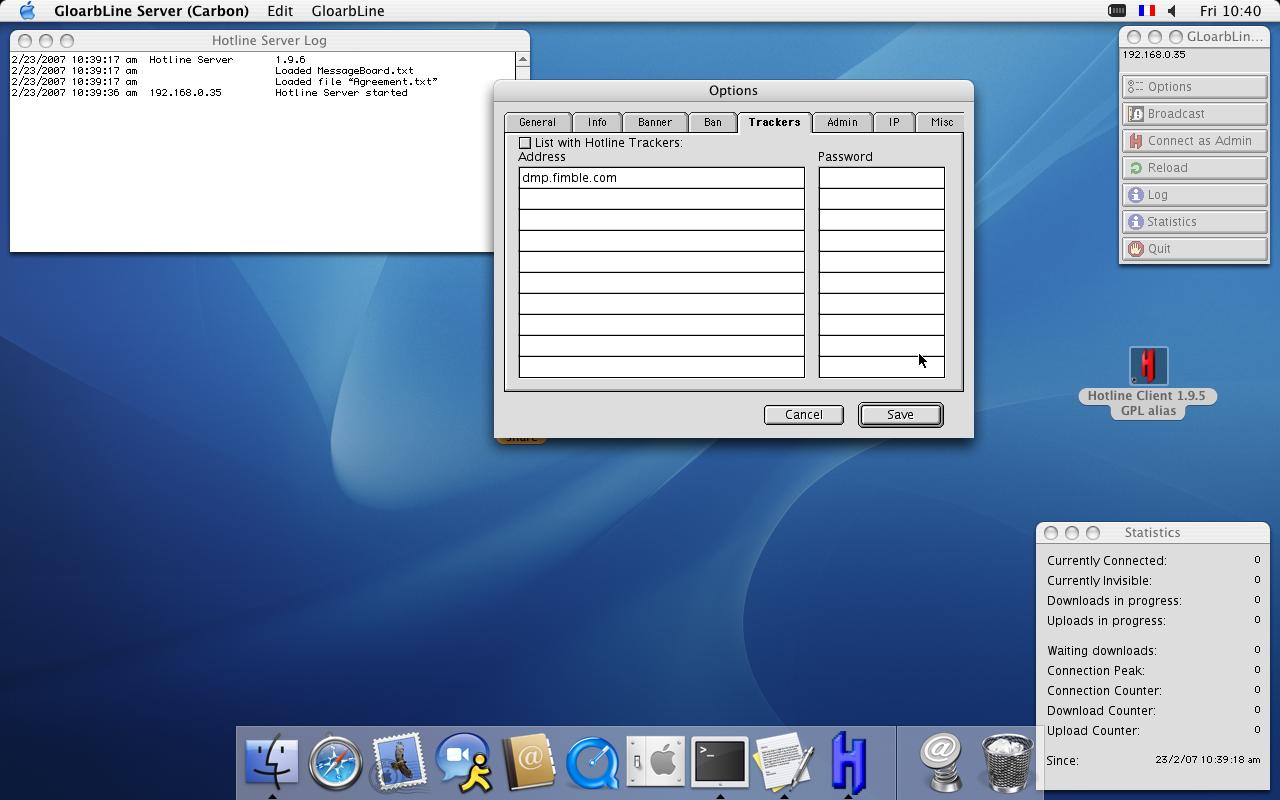 GloarbLine Server (Carbon) Edit GloarbLine Fri 10:40
Hotline Server Log
2/23/2007 10:39:17 am Hotline Server 1.9.6
2/23/2007 10:39:17 am Loaded MessageBoard.txt
2/23/2007 10:39:17 am Loaded file “Agreement.txt”
2/23/2007 10:39:36 am 192.168.0.35 Hotline Server started
Options
General Info Banner Ban Trackers Admin IP Misc
List with Hotline Trackers:
Address Password
dmp.fimble.com
Cancel Save
GLoarbLin...
192.168.0.35
Options
Broadcast
Connect as Admin
Reload
Log
Statistics
Quit
Hotline Client 1.9.5
GPL alias
Statistics
Currently Connected: 0
Currently Invisible: 0
Downloads in progress: 0
Uploads in progress: 0
Waiting downloads: 0
Connection Peak: 0
Connection Counter: 0
Download Counter: 0
Upload Counter: 0
Since: 23/2/07 10:39:18 am